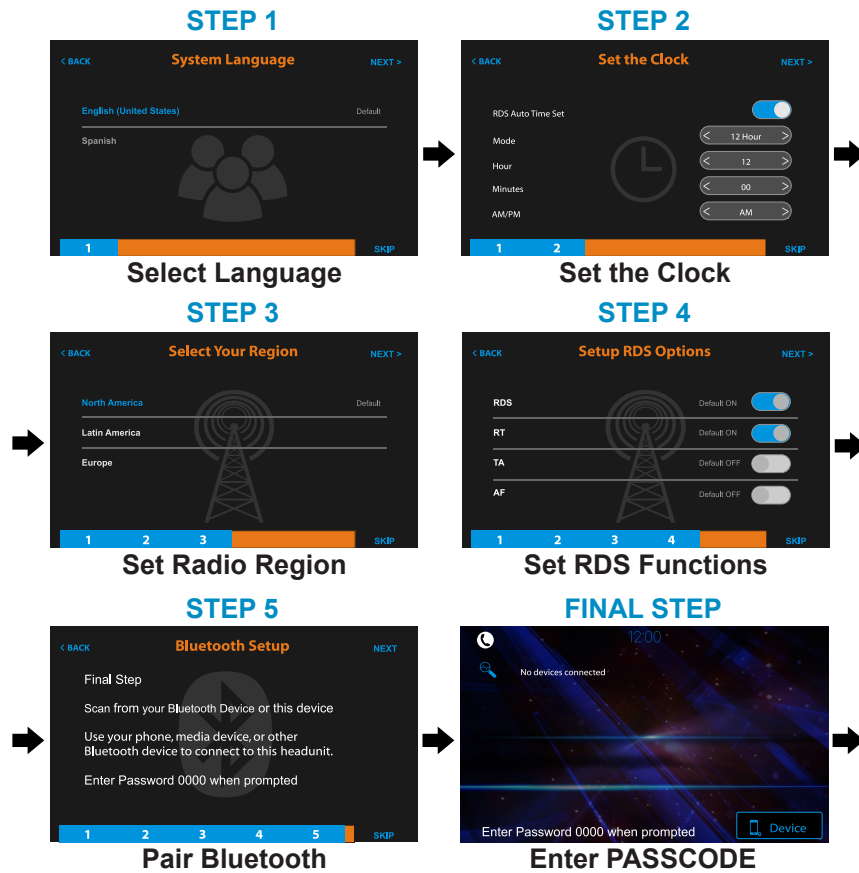 STEP 1
< BACK
System Language
NEXT >
English (United States)
Default
Spanish
1
SKIP
Select Language
STEP 2
< BACK
Set the Clock
NEXT >
RDS Auto Time Set
Mode
< 12 Hour >
Hour
< 12 >
Minutes
< 00 >
AM/PM
< AM >
1 2
SKIP
Set the Clock
STEP 3
< BACK
Select Your Region
NEXT >
North America
Default
Latin America
Europe
1 2 3
SKIP
Set Radio Region
STEP 4
< BACK
Setup RDS Options
NEXT >
RDS
Default ON
RT
Default ON
TA
Default OFF
AF
Default OFF
1 2 3 4
SKIP
Set RDS Functions
STEP 5
< BACK
Bluetooth Setup
NEXT
Final Step
Scan from your Bluetooth Device or this device
Use your phone, media device, or other
Bluetooth device to connect to this headunit.
Enter Password 0000 when prompted
1 2 3 4 5
SKIP
Pair Bluetooth
FINAL STEP
12:00
No devices connected
Enter Password 0000 when prompted
Device
Enter PASSCODE